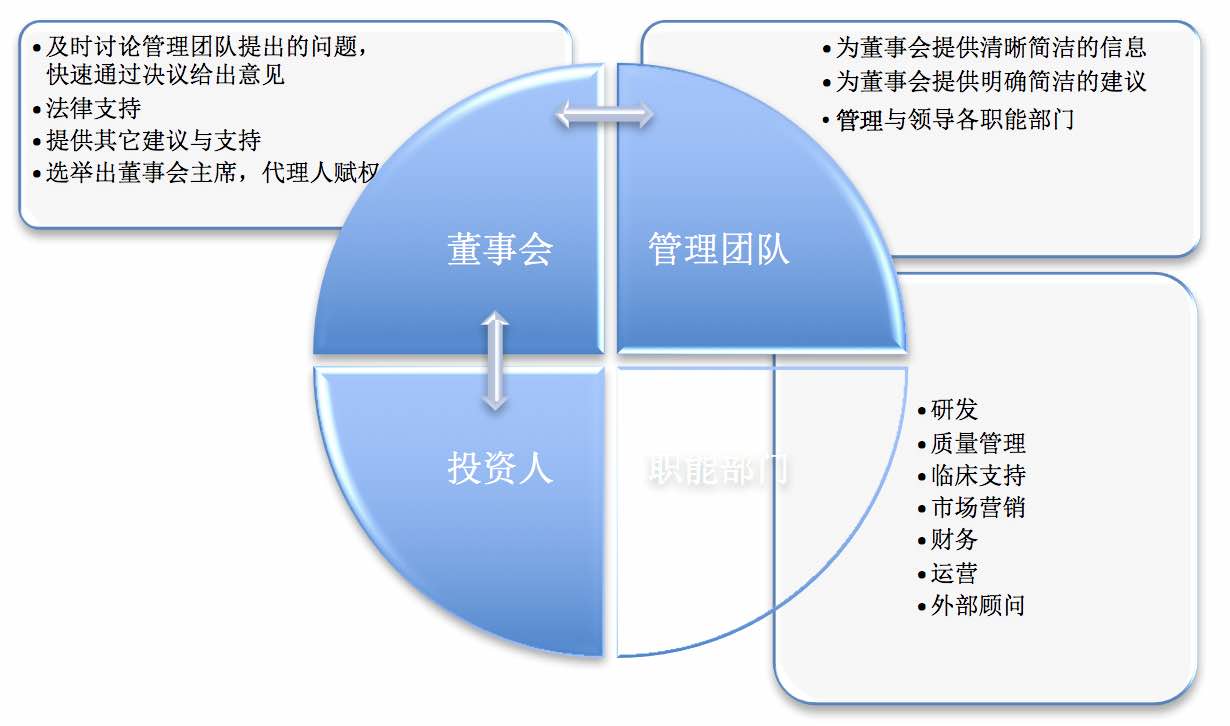 • 及时讨论管理团队提出的问题，
快速通过决议给出意见
• 法律支持
• 提供其它建议与支持
• 选举出董事会主席，代理人赋权
• 为董事会提供清晰简洁的信息
• 为董事会提供明确简洁的建议
• 管理与领导各职能部门
董事会
管理团队
投资人
职能部门
• 研发
• 质量管理
• 临床支持
• 市场营销
• 财务
• 运营
• 外部顾问